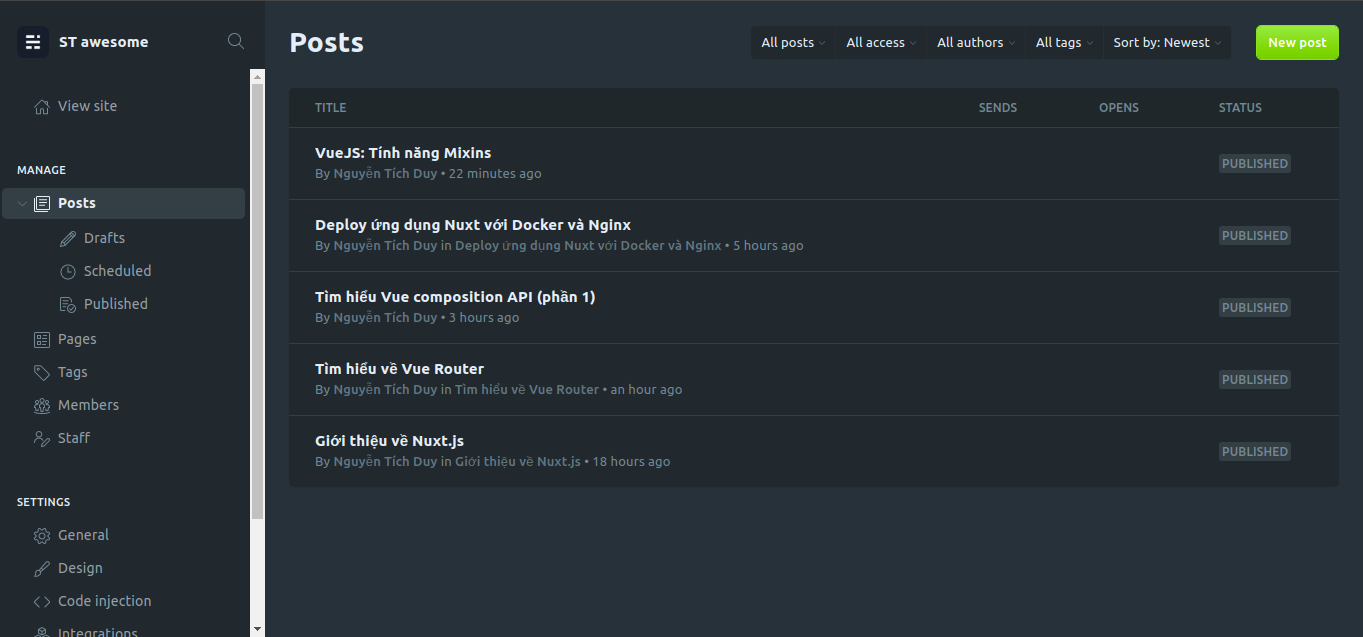 ST awesome
View site
MANAGE
Posts
Drafts
Scheduled
Published
Pages
Tags
Members
Staff
SETTINGS
General
Design
Code injection
Integrations
Posts
All posts
All access
All authors
All tags
Sort by: Newest
New post
TITLE SENDS OPENS STATUS
VueJS: Tính năng Mixins
By Nguyễn Tích Duy • 22 minutes ago
PUBLISHED
Deploy ứng dụng Nuxt với Docker và Nginx
By Nguyễn Tích Duy in Deploy ứng dụng Nuxt với Docker và Nginx • 5 hours ago
PUBLISHED
Tìm hiểu Vue composition API (phần 1)
By Nguyễn Tích Duy • 3 hours ago
PUBLISHED
Tìm hiểu về Vue Router
By Nguyễn Tích Duy in Tìm hiểu về Vue Router • an hour ago
PUBLISHED
Giới thiệu về Nuxt.js
By Nguyễn Tích Duy in Giới thiệu về Nuxt.js • 18 hours ago
PUBLISHED